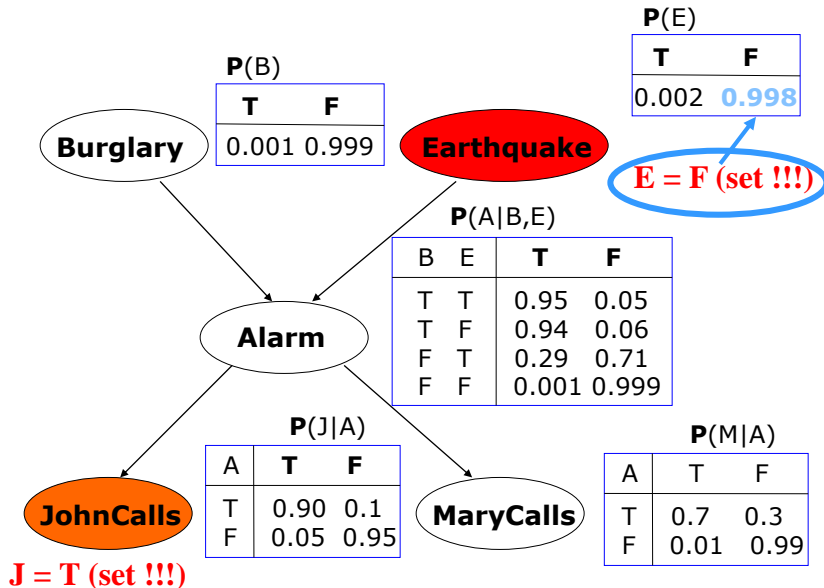 P(E)
T F
0.002 0.998
P(B)
T F
0.001 0.999
Burglary
Earthquake
E = F (set !!!)
P(A|B,E)
B E T F
T T 0.95 0.05
T F 0.94 0.06
F T 0.29 0.71
F F 0.001 0.999
Alarm
P(J|A)
A T F
T 0.90 0.1
F 0.05 0.95
P(M|A)
A T F
T 0.7 0.3
F 0.01 0.99
JohnCalls
MaryCalls
J = T (set !!!)